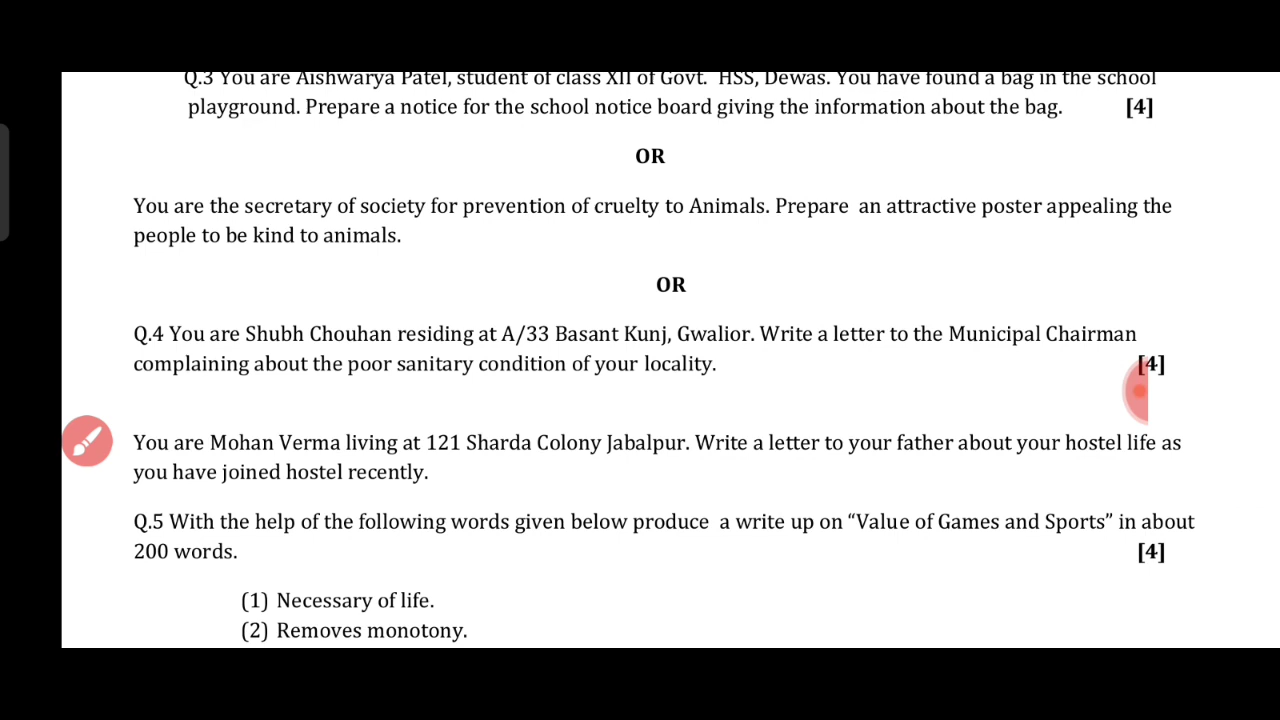 Q.3 You are Aishwarya Patel, student of class XII of Govt. HSS, Dewas. You have found a bag in the school
playground. Prepare a notice for the school notice board giving the information about the bag. [4]
OR
You are the secretary of society for prevention of cruelty to Animals. Prepare an attractive poster appealing the
people to be kind to animals.
OR
Q.4 You are Shubh Chouhan residing at A/33 Basant Kunj, Gwalior. Write a letter to the Municipal Chairman
complaining about the poor sanitary condition of your locality. [4]
You are Mohan Verma living at 121 Sharda Colony Jabalpur. Write a letter to your father about your hostel life as
you have joined hostel recently.
Q.5 With the help of the following words given below produce a write up on “Value of Games and Sports” in about
200 words. [4]
(1) Necessary of life.
(2) Removes monotony.